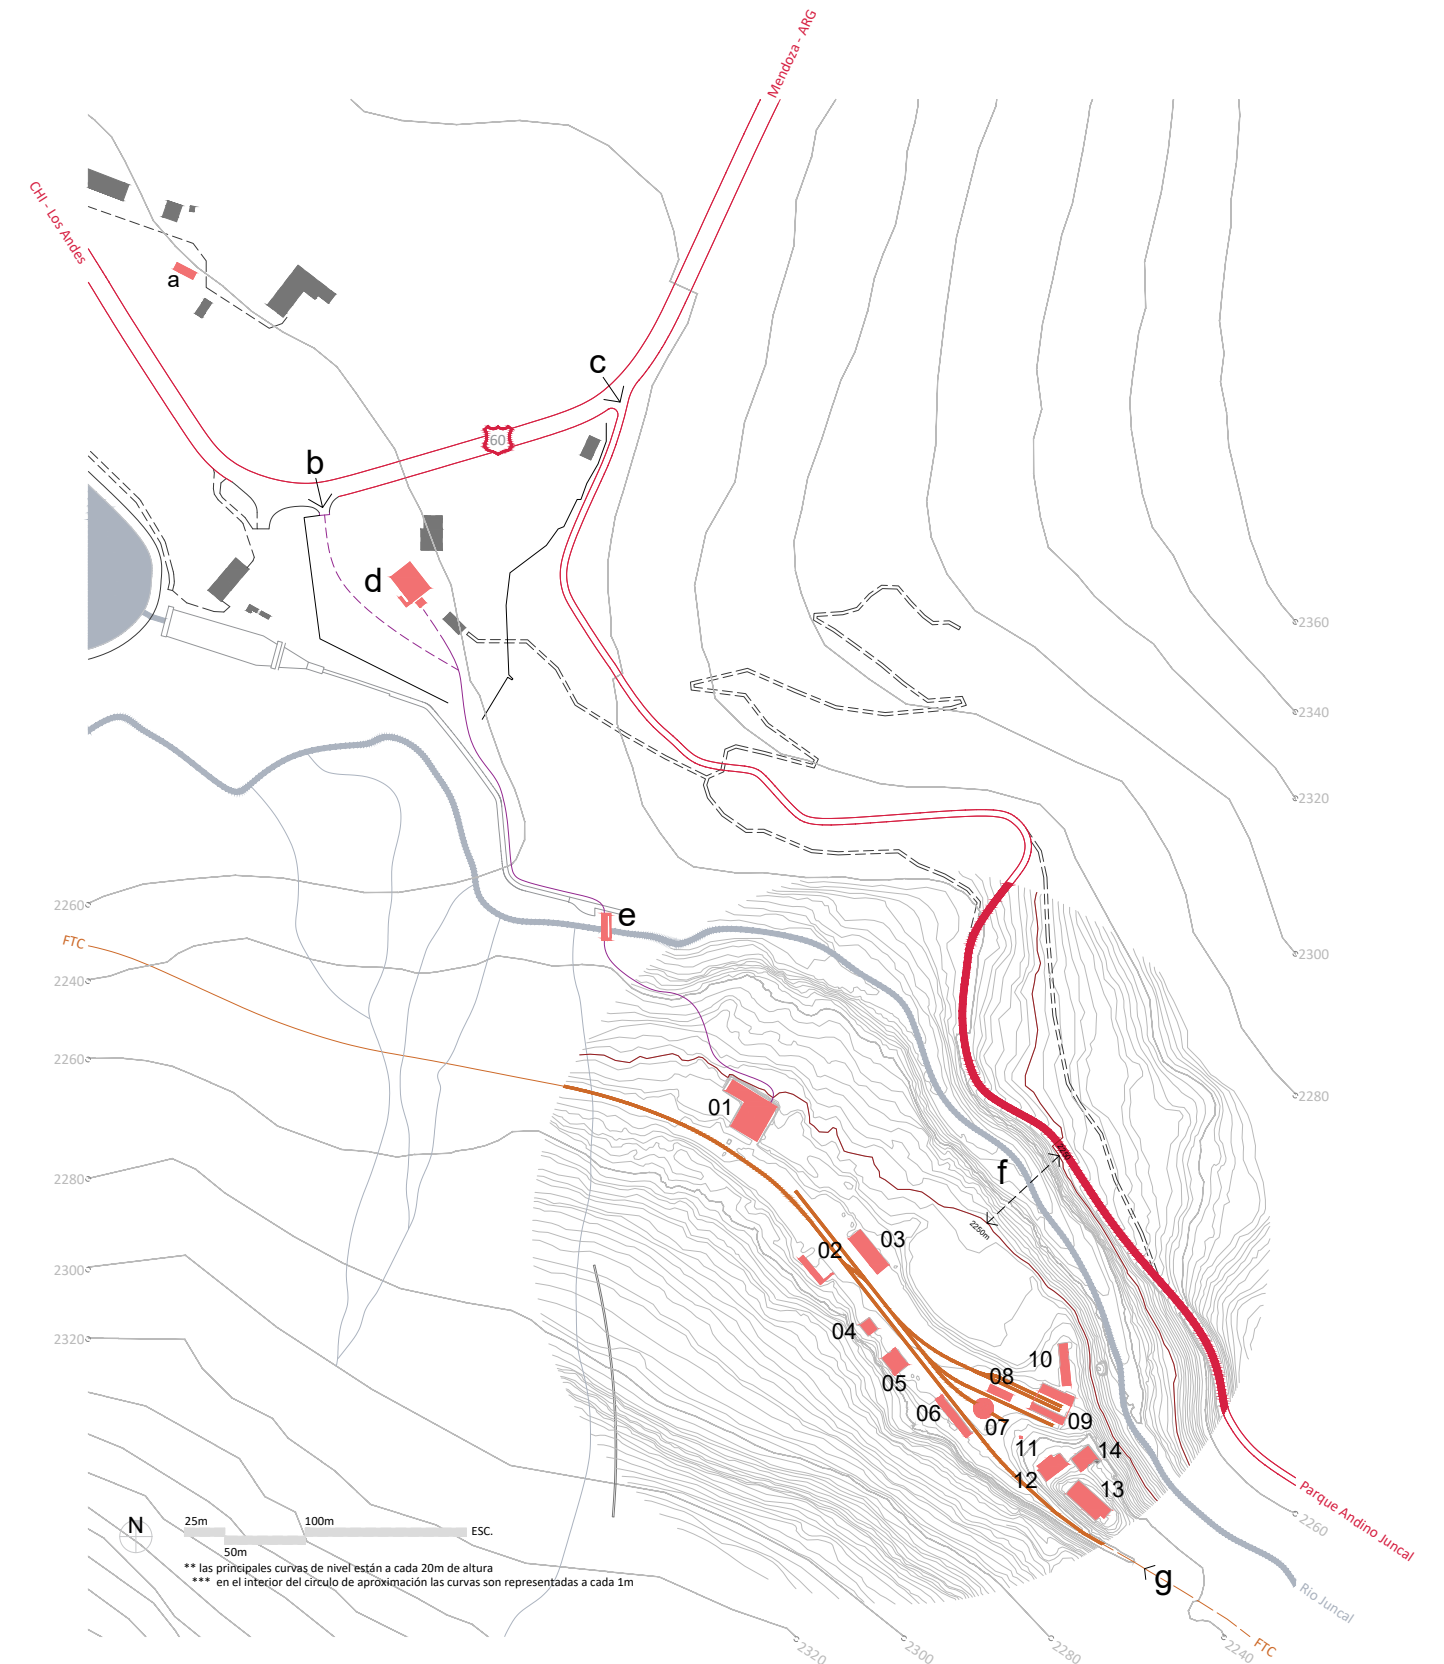 Mendoza - ARG
CHI - Los Andes
a
c
60
b
d
2360
2340
2320
e
2260
FTC
2300
2240
2260
2280
01
f
2250m
2280
03
02
2300
04
2320
10
05
08
06
09
07
11
14
12
13
Parque Andino Juncal
N
25m
100m
ESC.
50m
2260
** las principales curvas de nivel están a cada 20m de altura
*** en el interior del circulo de aproximación las curvas son representadas a cada 1m
g
Rio Juncal
2320
2300
2280
2240
FTC